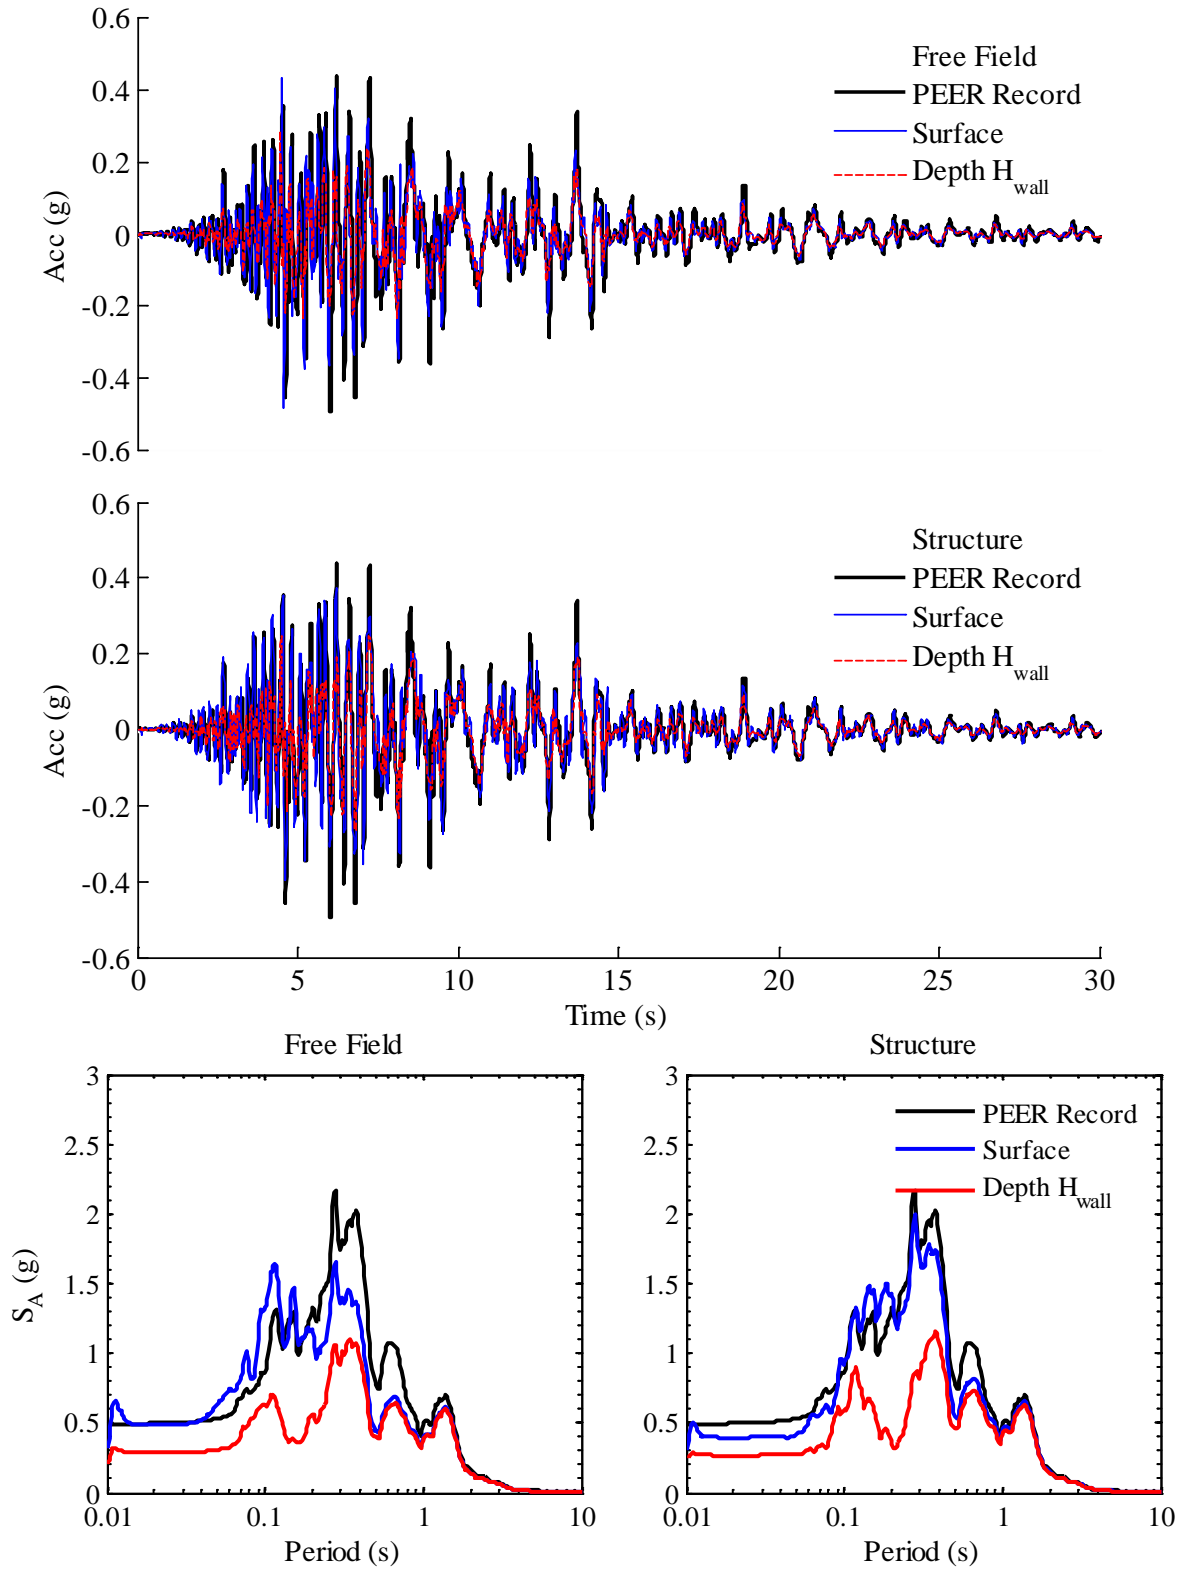 0.6
0.4
0.2
0
-0.2
-0.4
-0.6
Acc (g)
Free Field
PEER Record
Surface
Depth Hwall
0.6
0.4
0.2
0
-0.2
-0.4
-0.6
Acc (g)
Structure
PEER Record
Surface
Depth Hwall
0 5 10 15 20 25 30
Time (s)
Free Field
3
2.5
2
1.5
1
0.5
0
SA (g)
0.01 0.1 1 10
Period (s)
Structure
3
2.5
2
1.5
1
0.5
0
PEER Record
Surface
Depth Hwall
0.01 0.1 1 10
Period (s)